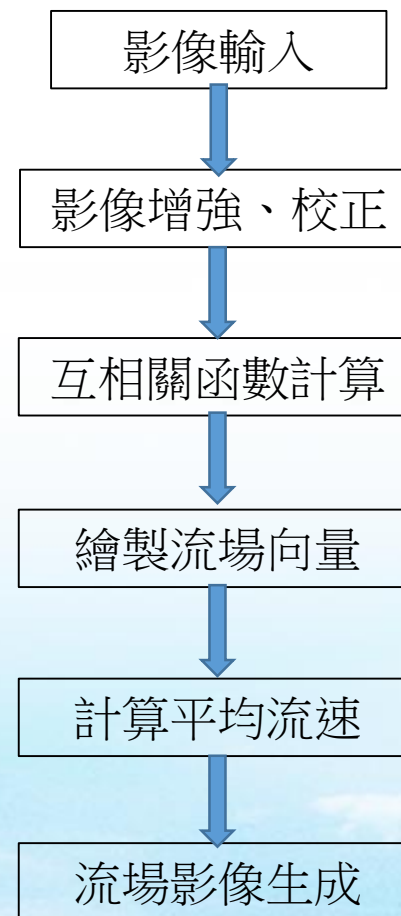 影像輸入
影像增強、校正
互相關函數計算
繪製流場向量
計算平均流速
流場影像生成